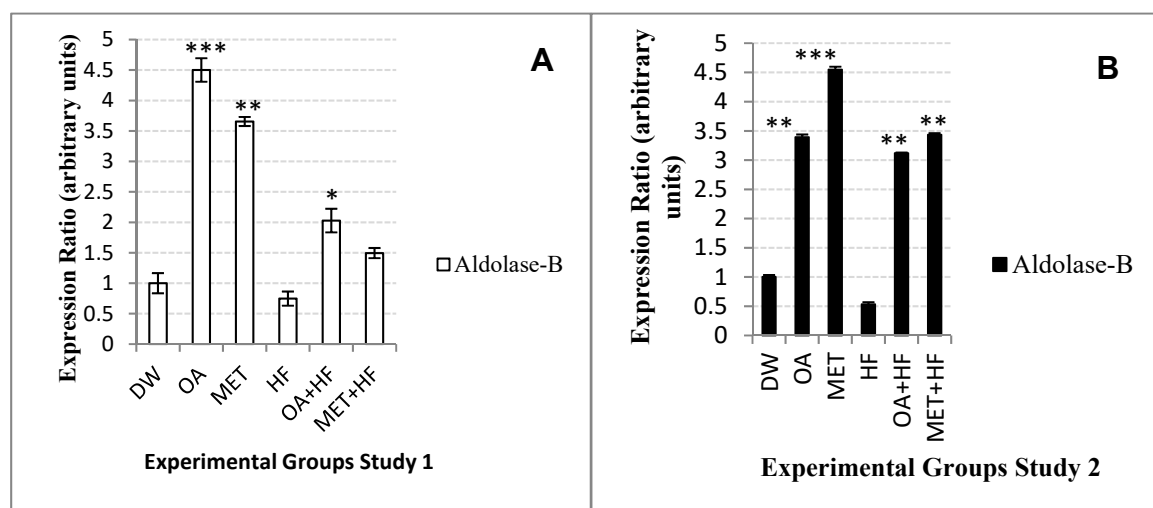 A
Expression Ratio (arbitrary units)
5
4.5
4
3.5
3
2.5
2
1.5
1
0.5
0
***
**
*
DW
OA
MET
HF
OA+HF
MET+HF
Aldolase-B
Experimental Groups Study 1
B
Expression Ratio (arbitrary
units)
5
4.5
4
3.5
3
2.5
2
1.5
1
0.5
0
**
***
**
**
DW
OA
MET
HF
OA+HF
MET+HF
Aldolase-B
Experimental Groups Study 2